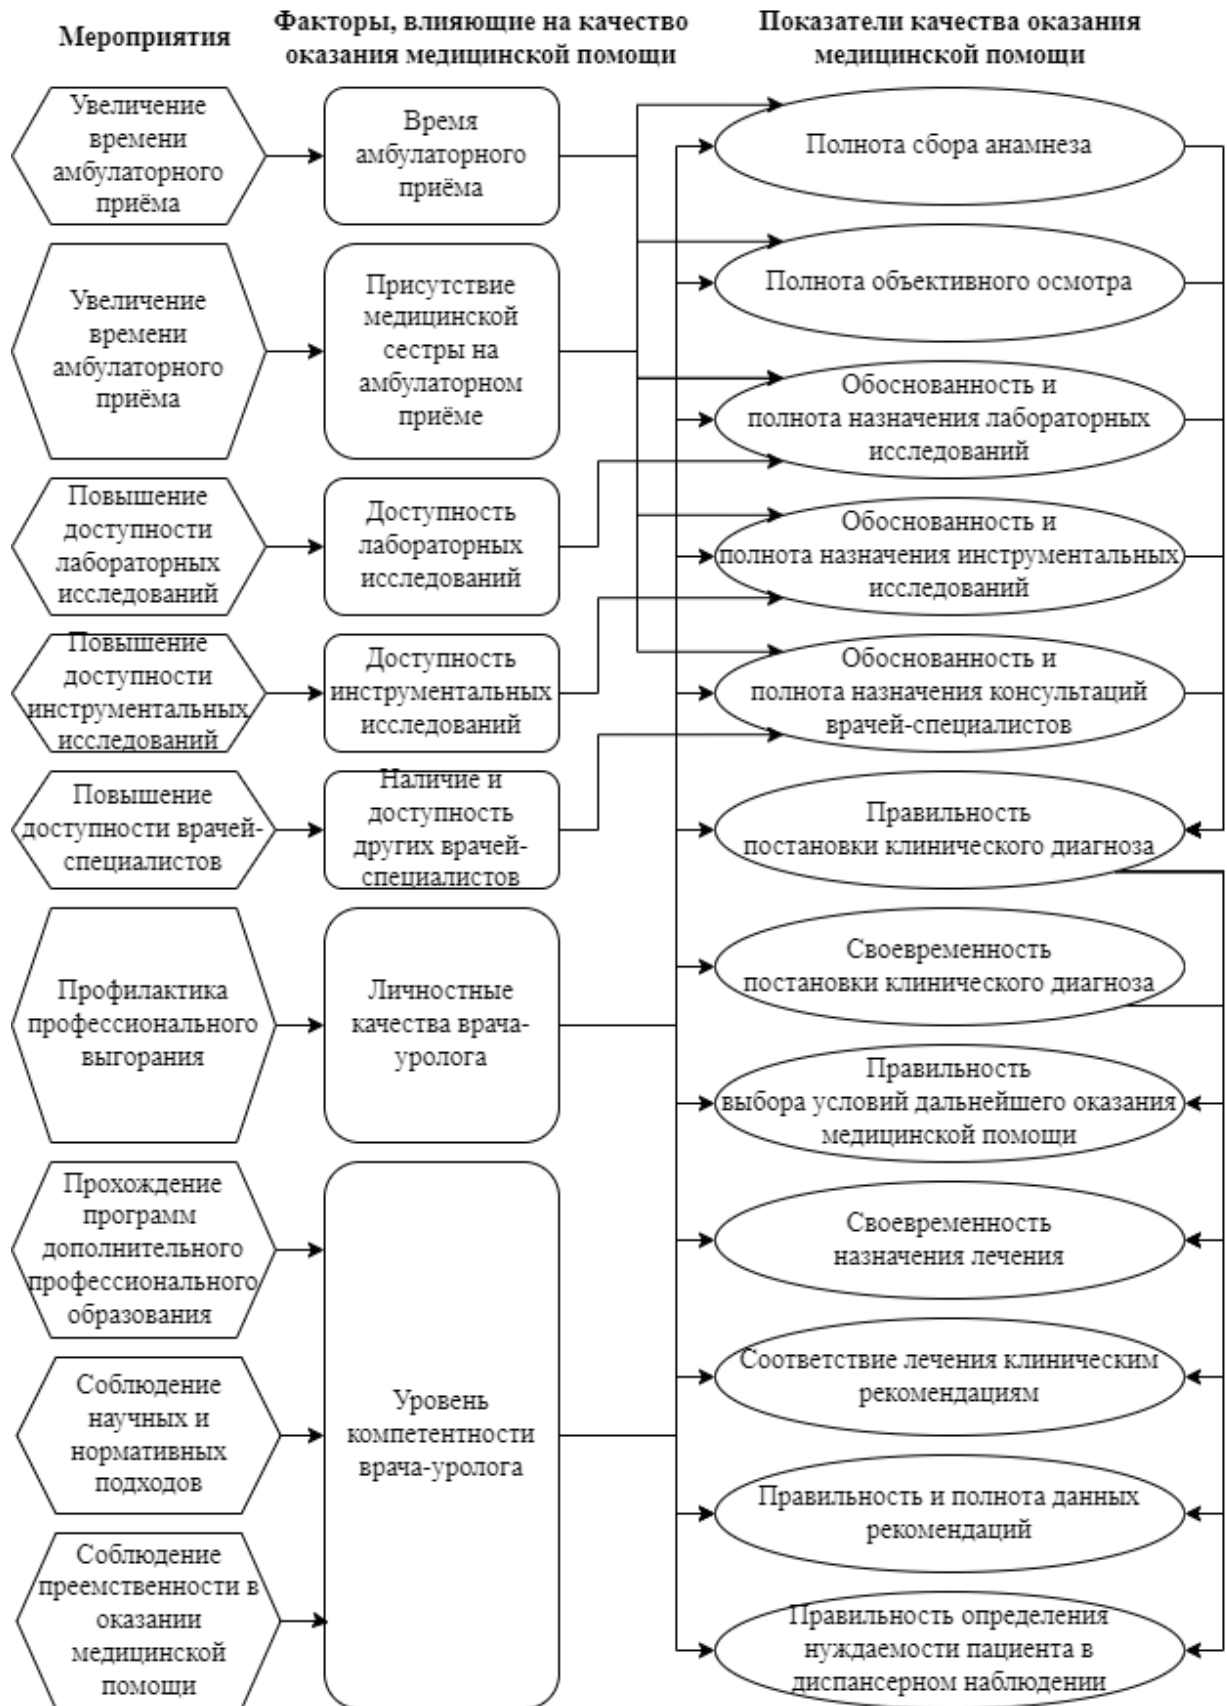 Мероприятия
Факторы, влияющие на качество
оказания медицинской помощи
Показатели качества оказания
медицинской помощи
Увеличение
времени
амбулаторного
приёма
Время
амбулаторного
приёма
Полнота сбора анамнеза
Увеличение
времени
амбулаторного
приёма
Присутствие
медицинской
сестры на
амбулаторном
приёме
Полнота объективного осмотра
Обоснованность и
полнота назначения лабораторных
исследований
Повышение
доступности
лабораторных
исследований
Доступность
лабораторных
исследований
Обоснованность и
полнота назначения инструментальных
исследований
Повышение
доступности
инструментальных
исследований
Доступность
инструментальных
исследований
Обоснованность и
полнота назначения консультаций
врачей-специалистов
Повышение
доступности врачей-
специалистов
Наличие и
доступность
других врачей-
специалистов
Правильность
постановки клинического диагноза
Своевременность
постановки клинического диагноза
Профилактика
профессионального
выгорания
Личностные
качества врача-
уролога
Правильность
выбора условий дальнейшего оказания
медицинской помощи
Прохождение
программ
дополнительного
профессионального
образования
Своевременность
назначения лечения
Соответствие лечения клиническим
рекомендациям
Соблюдение
научных и
нормативных
подходов
Уровень
компетентности
врача-уролога
Правильность и полнота данных
рекомендаций
Соблюдение
преемственности в
оказании
медицинской
помощи
Правильность определения
нуждаемости пациента в
диспансерном наблюдении